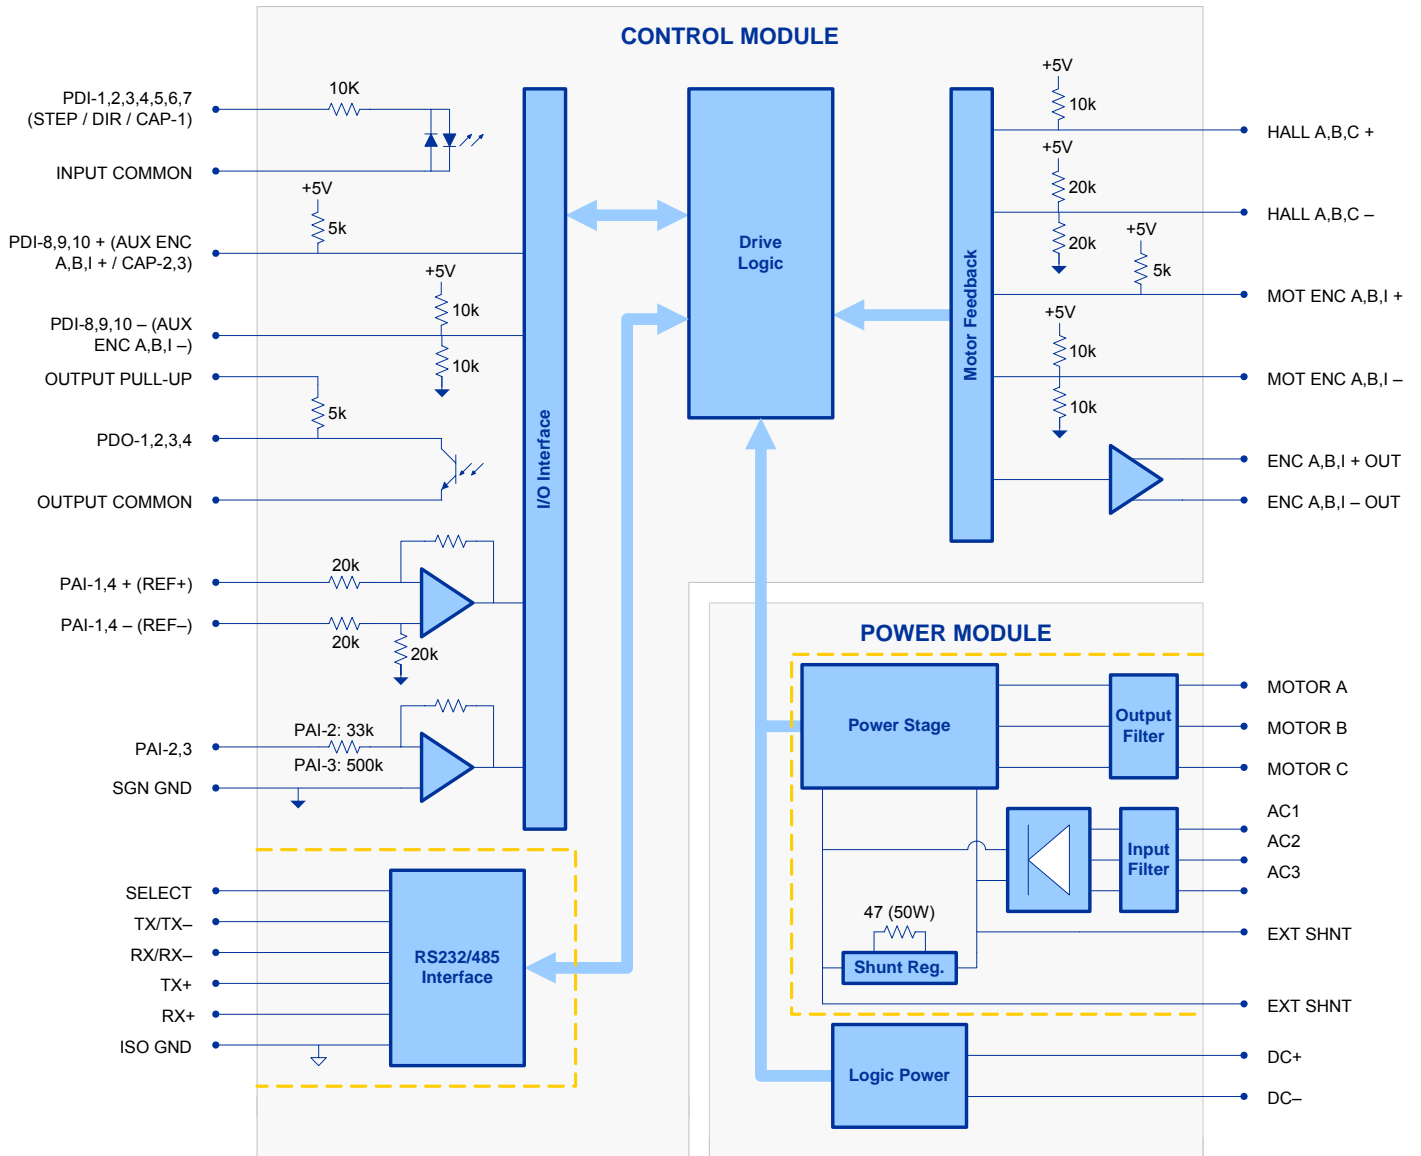 CONTROL MODULE
PDI-1,2,3,4,5,6,7
(STEP / DIR / CAP-1)
10K
INPUT COMMON
+5V
5k
PDI-8,9,10 + (AUX ENC
A,B,I + / CAP-2,3)
+5V
10k
PDI-8,9,10 – (AUX
ENC A,B,I –)
10k
OUTPUT PULL-UP
5k
PDO-1,2,3,4
OUTPUT COMMON
20k
PAI-1,4 + (REF+)
PAI-1,4 – (REF–)
20k
20k
PAI-2: 33k
PAI-2,3
PAI-3: 500k
SGN GND
I/O Interface
Drive
Logic
Motor Feedback
+5V
10k
HALL A,B,C +
+5V
20k
HALL A,B,C –
20k
+5V
5k
MOT ENC A,B,I +
+5V
10k
MOT ENC A,B,I –
10k
ENC A,B,I + OUT
ENC A,B,I – OUT
SELECT
TX/TX–
RX/RX–
TX+
RX+
ISO GND
RS232/485
Interface
POWER MODULE
Power Stage
Output
Filter
MOTOR A
MOTOR B
MOTOR C
Input
Filter
AC1
AC2
AC3
47 (50W)
Shunt Reg.
EXT SHNT
EXT SHNT
Logic Power
DC+
DC–